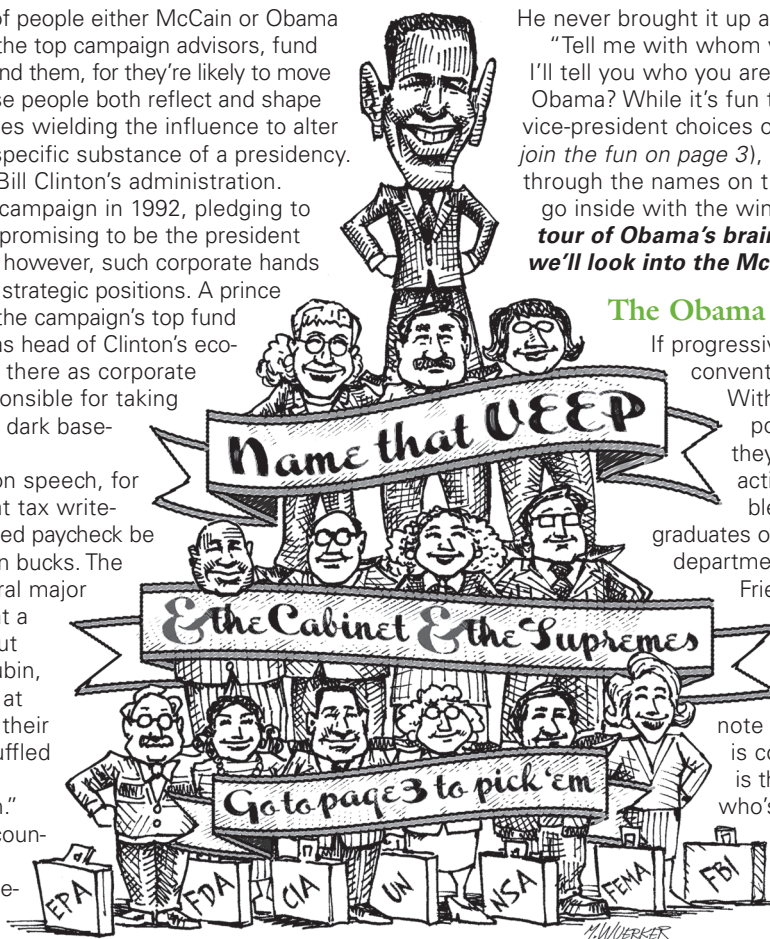 of people either McCain or Obama
the top campaign advisors, fund
nd them, for they're likely to move
se people both reflect and shape
es wielding the influence to alter
specific substance of a presidency.
Bill Clinton's administration.
campaign in 1992, pledging to
promising to be the president
however, such corporate hands
strategic positions. A prince
the campaign's top fund
as head of Clinton's eco-
there as corporate
ponsible for taking
dark base-
on speech, for
at tax write-
ed paycheck be
n bucks. The
ral major
at a
ut
ubin,
at
their
uffled
n."
coun-
e-
He never brought it up a
"Tell me with whom y
I'll tell you who you are
Obama? While it's fun t
vice-president choices o
join the fun on page 3),
through the names on t
go inside with the win
tour of Obama's brain
we'll look into the Mc
The Obama
If progressiv
convent
With
po
they
acti
ble
graduates o
departme
Frie
note
is co
is th
who's
Name that VEEP
& the Cabinet & the Supremes
Go to page 3 to pick 'em
EPA
FDA
CIA
UN
NSA
FEMA
FBI
M.WUERKER